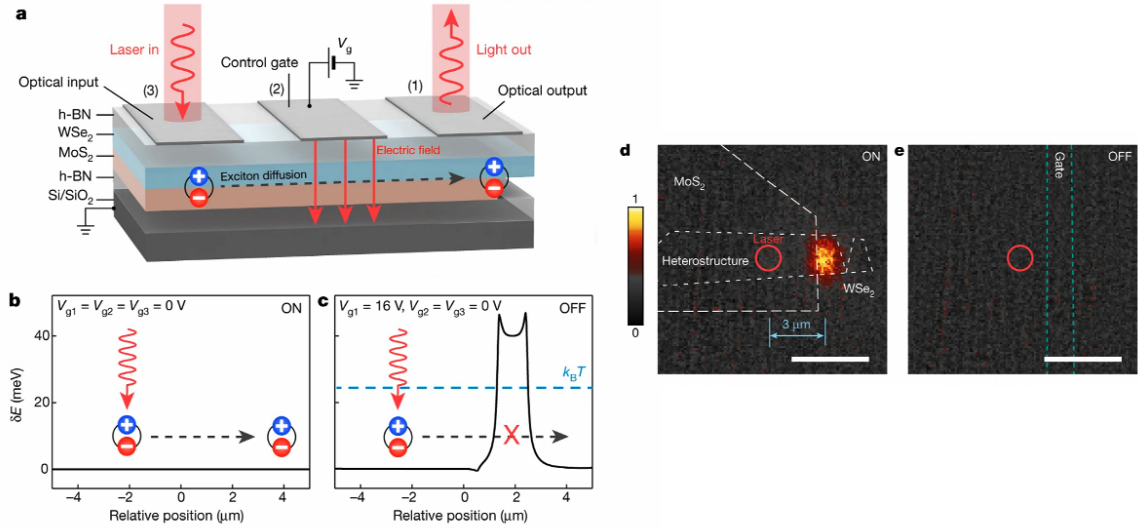 a
Laser in
Light out
Vg
Control gate
Optical input
(3)
(2)
(1)
Optical output
h-BN
WSe2
MoS2
h-BN
Si/SiO2
Electric field
Exciton diffusion
b
Vg1 = Vg2 = Vg3 = 0 V
ON
c
Vg1 = 16 V, Vg2 = Vg3 = 0 V
OFF
kBT
δE (meV)
40
20
0
−4
−2
0
2
4
Relative position (μm)
−4
−2
0
2
4
Relative position (μm)
d
ON
MoS2
1
0
Laser
Heterostructure
WSe2
3 μm
e
Gate
OFF